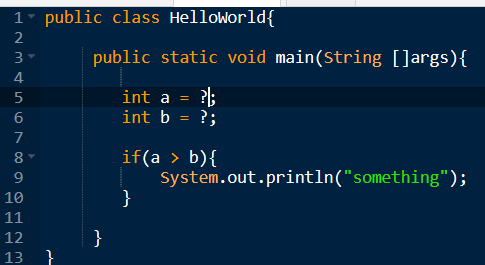 1 public class HelloWorld{
2
3 public static void main(String []args){
4
5 int a = ?;
6 int b = ?;
7
8 if(a > b){
9 System.out.println("something");
10 }
11
12 }
13 }